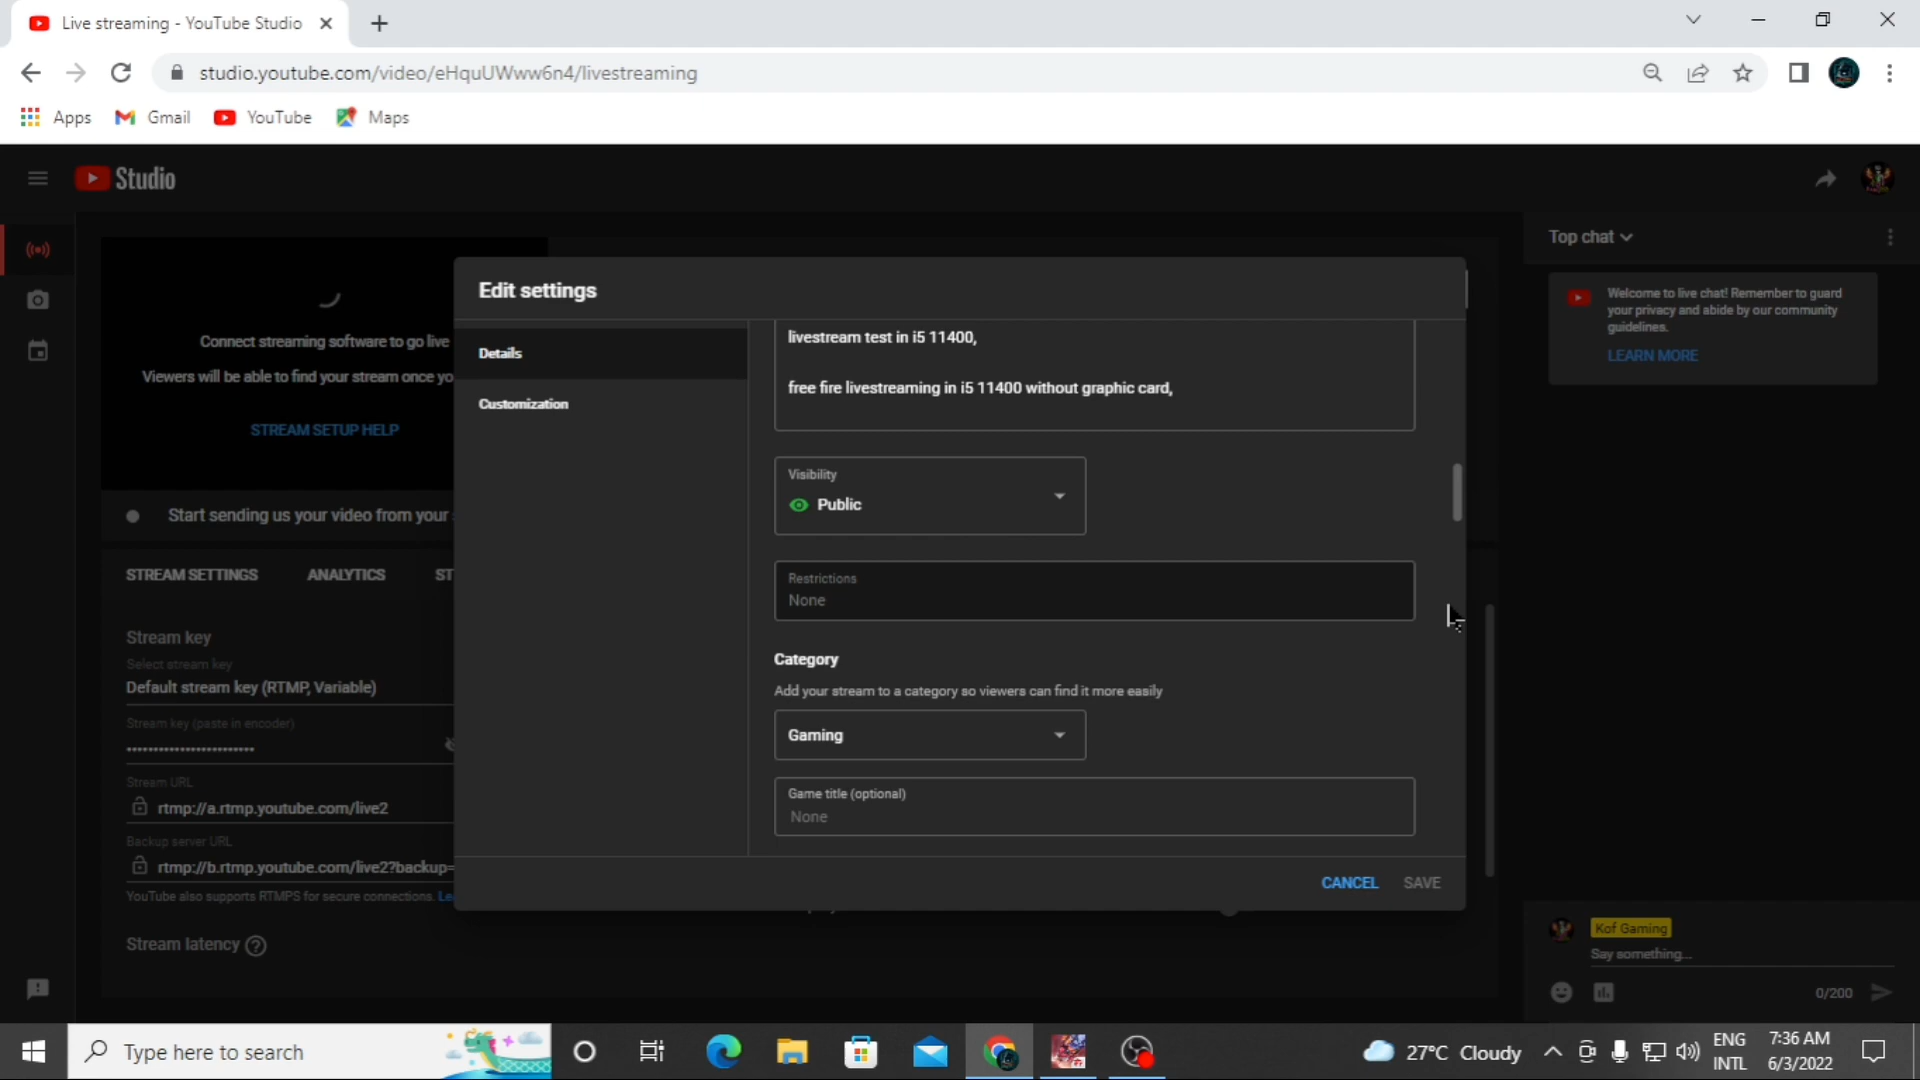 Live streaming - YouTube Studio
studio.youtube.com/video/eHquUWww6n4/livestreaming
Apps
Gmail
YouTube
Maps
Studio
Connect streaming software to go live
Viewers will be able to find your stream once yo
STREAM SETUP HELP
Start sending us your video from your
STREAM SETTINGS
ANALYTICS
ST
Stream key
Select stream key
Default stream key (RTMP, Variable)
Stream key (paste in encoder)
Stream URL
rtmp://a.rtmp.youtube.com/live2
Backup server URL
rtmp://b.rtmp.youtube.com/live2?backup=
YouTube also supports RTMPS for secure connections. Le
Stream latency
Edit settings
Details
Customization
livestream test in i5 11400,
free fire livestreaming in i5 11400 without graphic card,
Visibility
Public
Restrictions
None
Category
Add your stream to a category so viewers can find it more easily
Gaming
Game title (optional)
None
CANCEL
SAVE
Top chat
Welcome to live chat! Remember to guard
your privacy and abide by our community
guidelines.
LEARN MORE
Kof Gaming
Say something...
0/200
Type here to search
27°C Cloudy
ENG
INTL
7:36 AM
6/3/2022